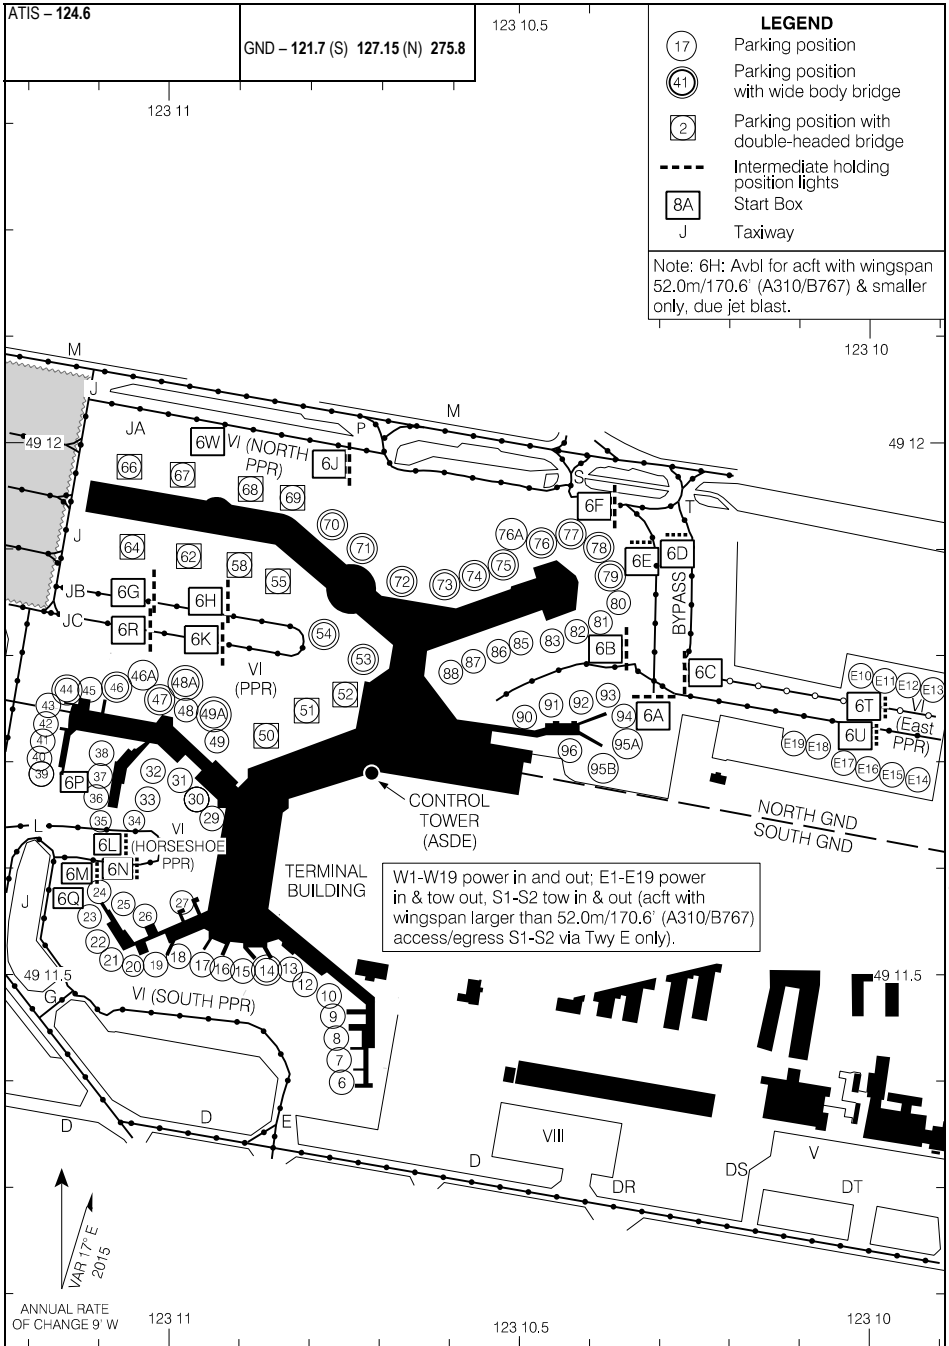 ATIS – 124.6
GND – 121.7 (S) 127.15 (N) 275.8
123 10.5
123 11
LEGEND
17 Parking position
41 Parking position
with wide body bridge
2 Parking position with
double-headed bridge
Intermediate holding
position lights
8A Start Box
J Taxiway
Note: 6H: Avbl for acft with wingspan
52.0m/170.6' (A310/B767) & smaller
only, due jet blast.
123 10
M
J
M
P
JA
6W
VI (NORTH
PPR)
6J
49 12
49 12
S
T
66
67
68
69
6F
70
71
72
73
74
75
76A
76
77
78
79
80
6E
6D
BYPASS
J
64
62
58
55
JB
6G
6H
JC
6R
6K
54
53
VI
(PPR)
52
51
50
88
87
86
85
83
82
81
6B
6C
6A
6T
6U
E10
E11
E12
E13
VI
(East
PPR)
E19
E18
E17
E16
E15
E14
90
91
92
93
94
95A
95B
96
46A
48A
44
45
46
47
48
49A
49
43
42
41
40
39
38
37
36
35
34
33
32
31
30
29
6P
L
6L
6M
6N
6Q
VI
(HORSESHOE
PPR)
CONTROL
TOWER
(ASDE)
NORTH GND
SOUTH GND
TERMINAL
BUILDING
W1-W19 power in and out; E1-E19 power
in & tow out, S1-S2 tow in & out (acft with
wingspan larger than 52.0m/170.6' (A310/B767)
access/egress S1-S2 via Twy E only).
J
24
23
22
21
20
19
18
17
16
15
14
13
12
10
9
8
7
6
25
26
27
49 11.5
49 11.5
G
VI (SOUTH PPR)
D
D
E
D
VIII
DR
DS
V
DT
VAR 17° E
2015
ANNUAL RATE
OF CHANGE 9' W
123 11
123 10.5
123 10